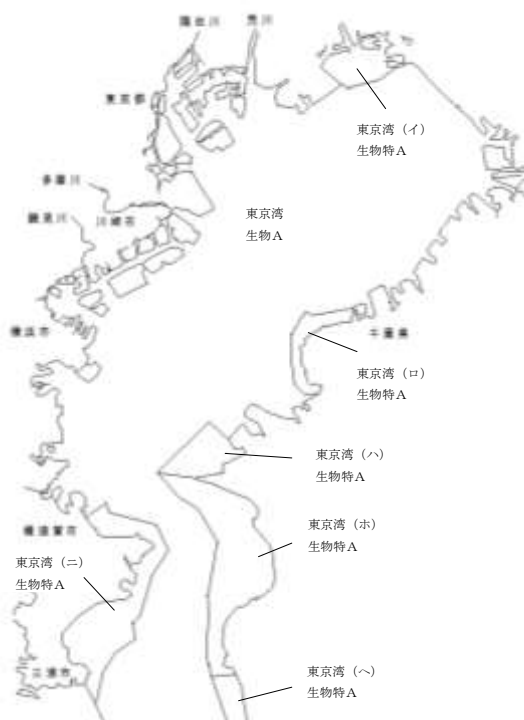 隅田川 荒川
東京都
東京湾（イ）
生物特A
多摩川
鶴見川
川崎市
東京湾
生物A
横浜市
千葉県
東京湾（ロ）
生物特A
東京湾（ハ）
生物特A
横須賀市
東京湾（ホ）
生物特A
東京湾（ニ）
生物特A
三浦市
東京湾（ヘ）
生物特A